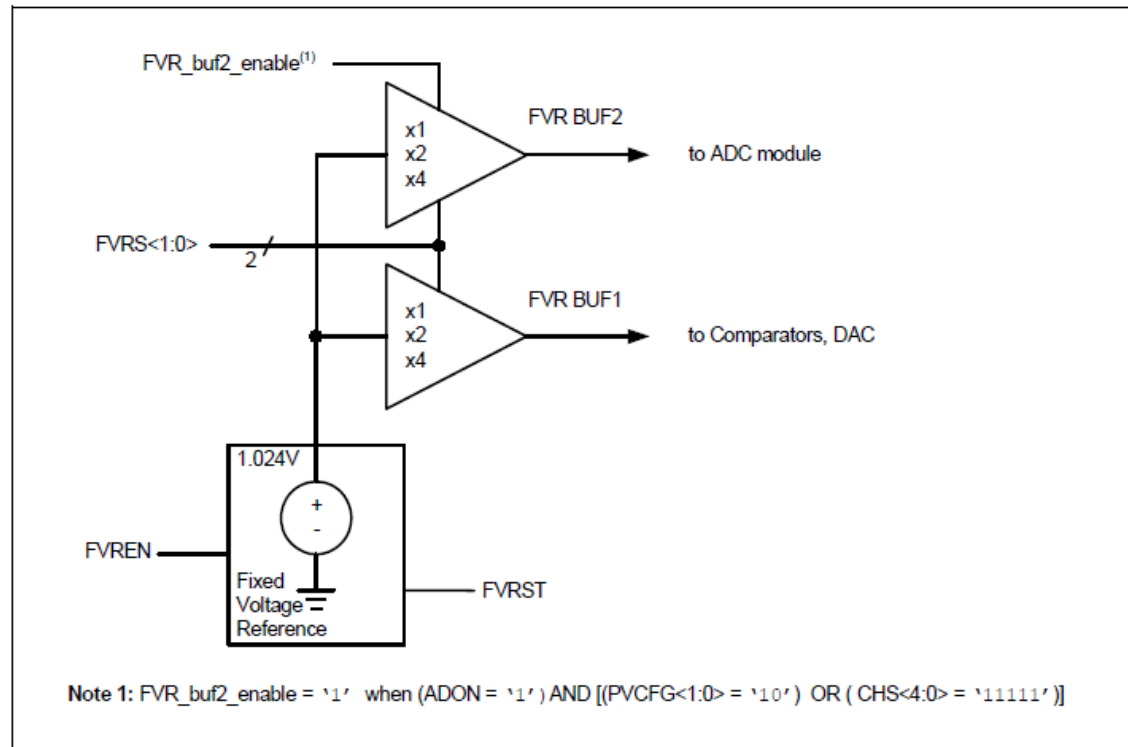 FVR_buf2_enable(1)
FVR BUF2
x1
x2
x4
to ADC module
FVRS<1:0>
2
FVR BUF1
x1
x2
x4
to Comparators, DAC
1.024V
+
-
FVREN
Fixed
Voltage
Reference
FVRST
Note 1: FVR_buf2_enable = ‘1’ when (ADON = ‘1’) AND [(PVCFG<1:0> = ‘10’) OR ( CHS<4:0> = ‘11111’)]